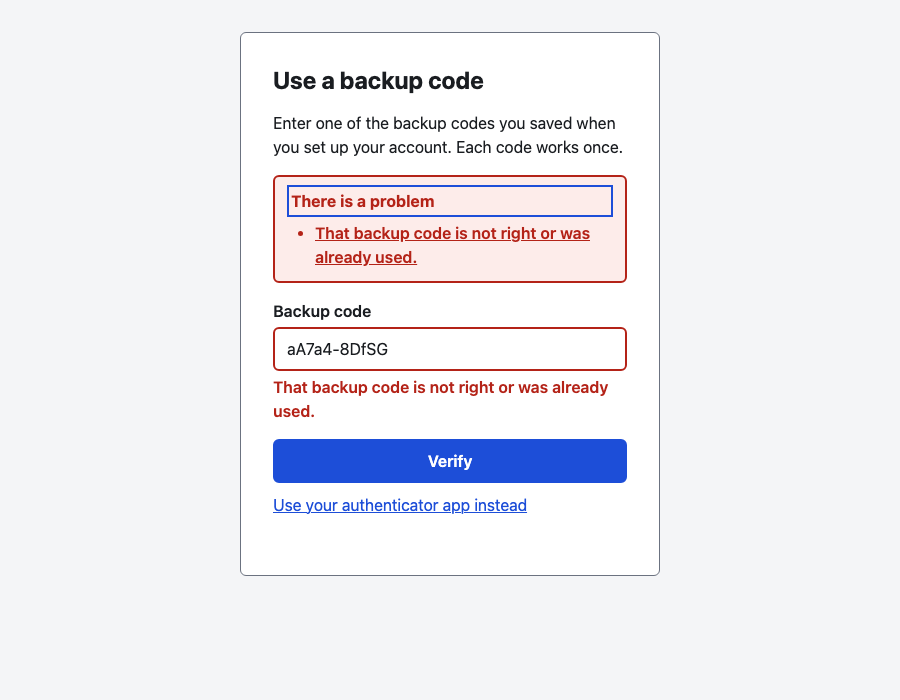 Use a backup code
Enter one of the backup codes you saved when
you set up your account. Each code works once.
There is a problem
• That backup code is not right or was
already used.
Backup code
aA7a4-8DfSG
That backup code is not right or was already
used.
Verify
Use your authenticator app instead